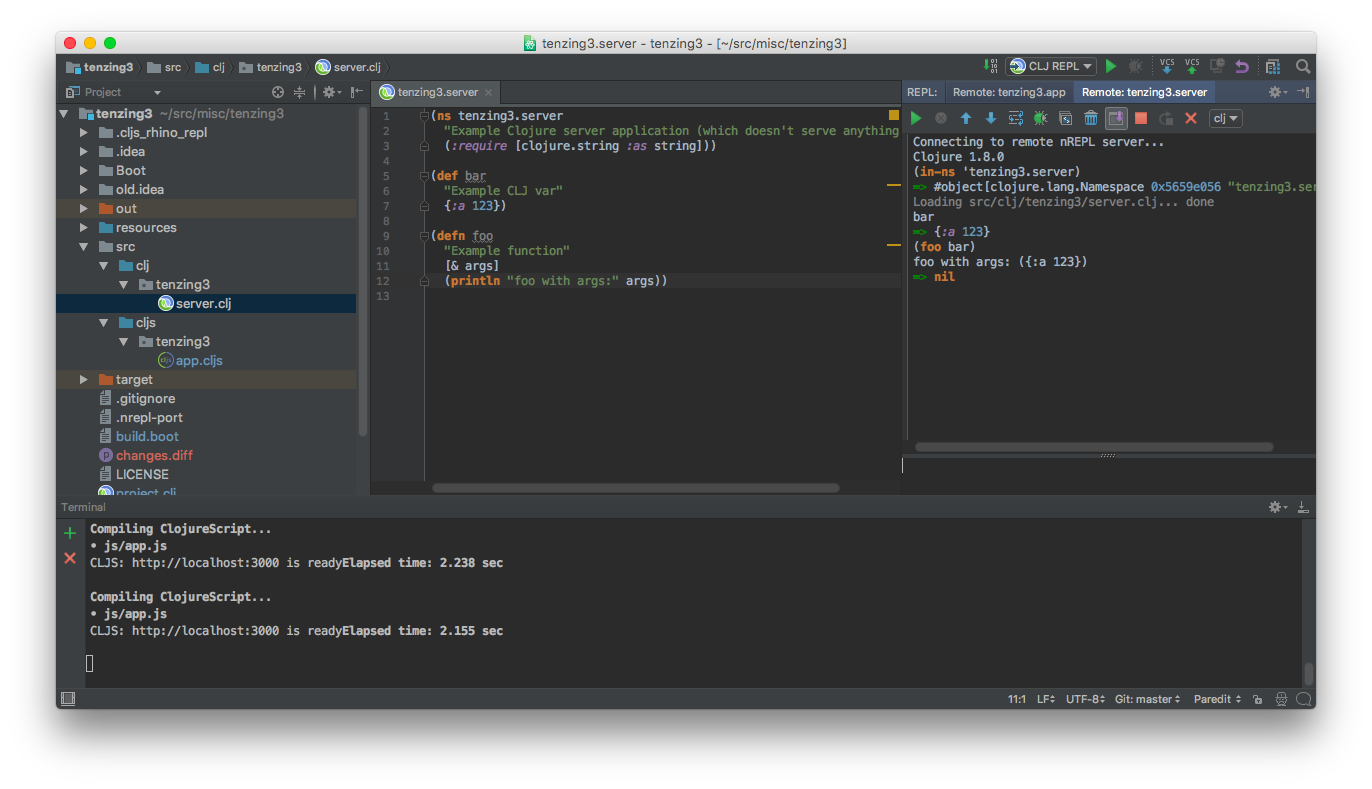 tenzing3.server - tenzing3 - [~/src/misc/tenzing3]
tenzing3 src clj tenzing3 server.clj
CLJ REPL VCS VCS
Project
tenzing3 ~/src/misc/tenzing3
.cljs_rhino_repl
.idea
Boot
old.idea
out
resources
src
clj
tenzing3
server.clj
cljs
tenzing3
app.cljs
target
.gitignore
.nrepl-port
build.boot
changes.diff
LICENSE
project.clj
tenzing3.server
1 (ns tenzing3.server
2 "Example Clojure server application (which doesn't serve anything
3 (:require [clojure.string :as string]))
4
5 (def bar
6 "Example CLJ var"
7 {:a 123})
8
9 (defn foo
10 "Example function"
11 [& args]
12 (println "foo with args:" args))
13
REPL: Remote: tenzing3.app Remote: tenzing3.server
clj
Connecting to remote nREPL server...
Clojure 1.8.0
(in-ns 'tenzing3.server)
=> #object[clojure.lang.Namespace 0x5659e056 "tenzing3.se
Loading src/clj/tenzing3/server.clj... done
bar
=> {:a 123}
(foo bar)
foo with args: ({:a 123})
=> nil
Terminal
Compiling ClojureScript...
• js/app.js
CLJS: http://localhost:3000 is readyElapsed time: 2.238 sec
Compiling ClojureScript...
• js/app.js
CLJS: http://localhost:3000 is readyElapsed time: 2.155 sec
11:1 LF UTF-8 Git: master Paredit